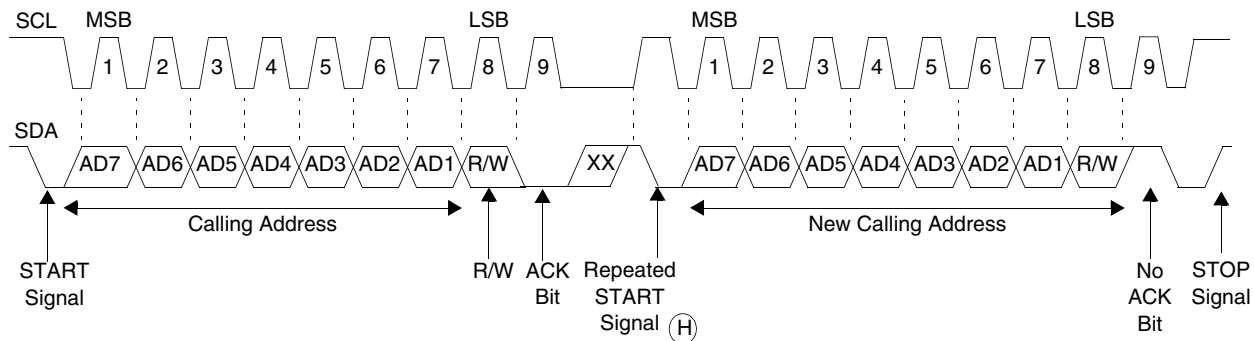 SCL MSB LSB MSB LSB
1 2 3 4 5 6 7 8 9 1 2 3 4 5 6 7 8 9
SDA
AD7 AD6 AD5 AD4 AD3 AD2 AD1 R/W XX AD7 AD6 AD5 AD4 AD3 AD2 AD1 R/W
Calling Address New Calling Address
START
Signal
R/W
ACK
Bit
Repeated
START
Signal
H
No
ACK
Bit
STOP
Signal